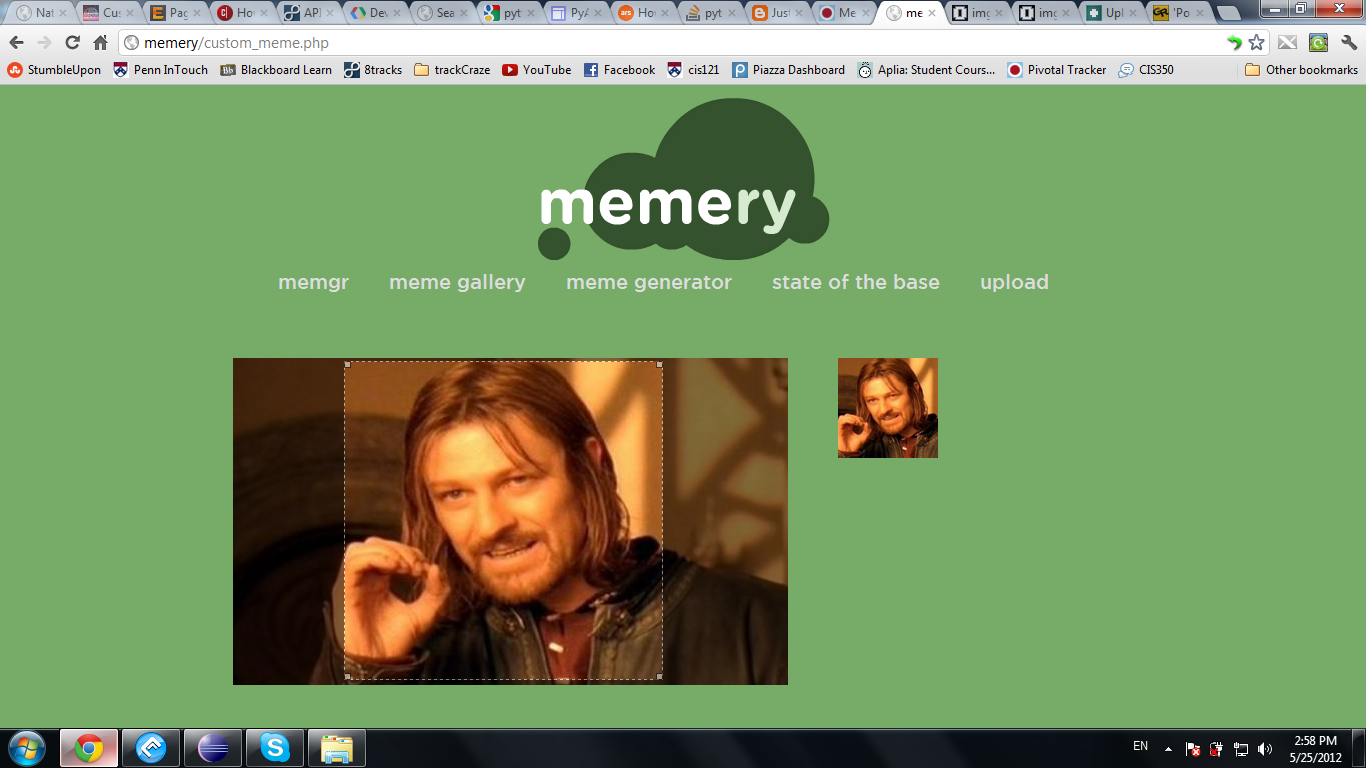 Nat
Cus
Pag
Ho
API
Dev
Sea
pyt
PyA
Ho
pyt
Just
Me
me
img
img
Upl
'Po
memery/custom_meme.php
StumbleUpon
Penn InTouch
Blackboard Learn
8tracks
trackCraze
YouTube
Facebook
cis121
Piazza Dashboard
Aplia: Student Cours...
Pivotal Tracker
CIS350
Other bookmarks
memery
memgr
meme gallery
meme generator
state of the base
upload
EN
2:58 PM
5/25/2012